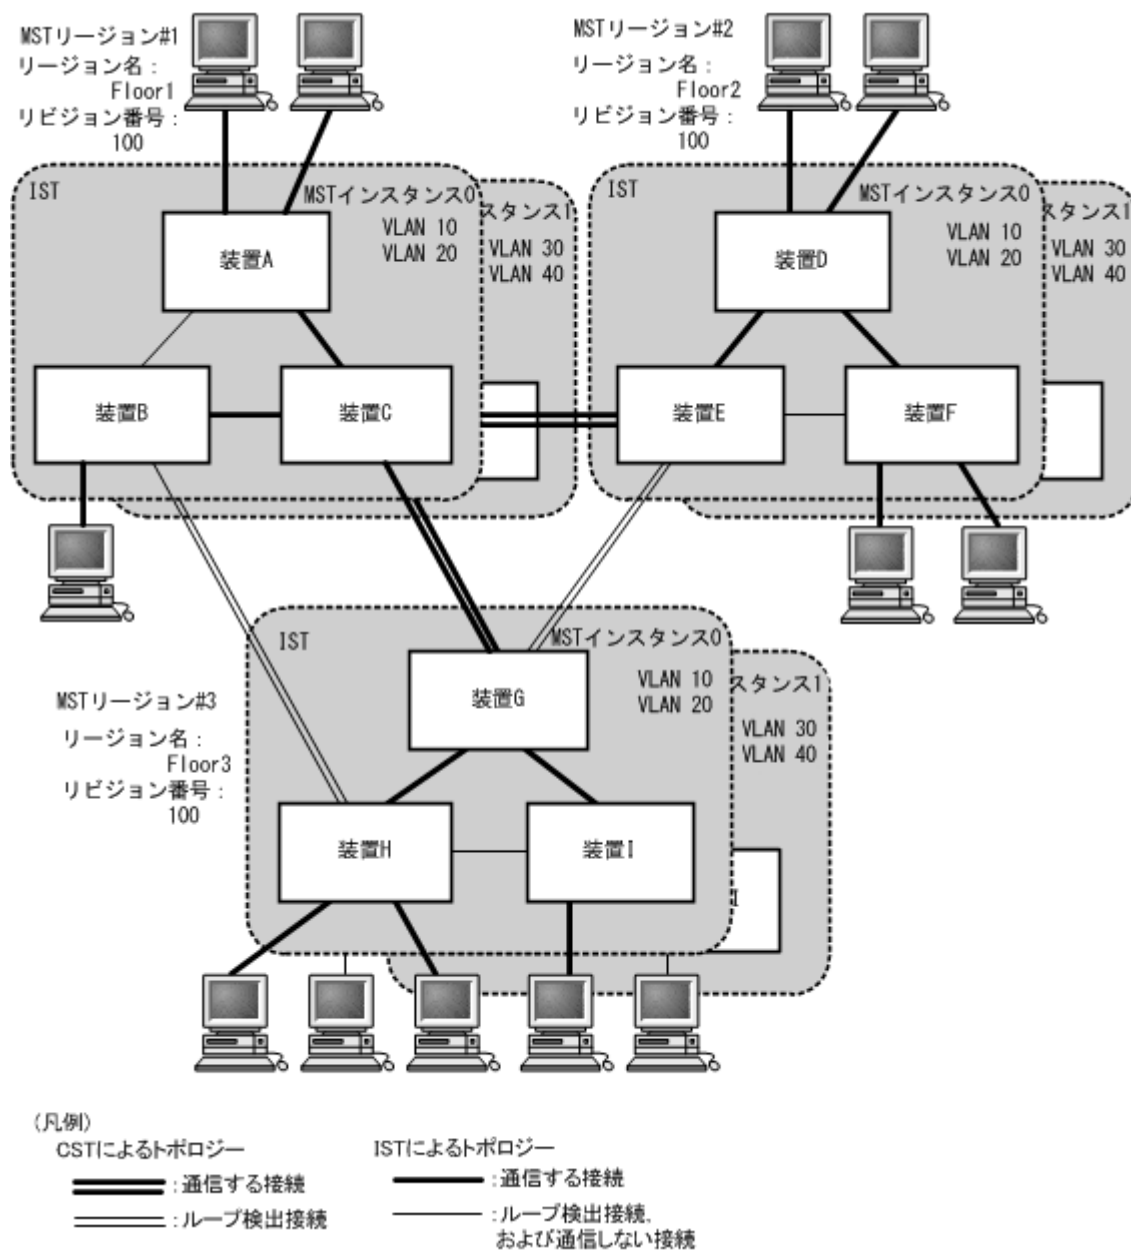 MSTリージョン#1
リージョン名：
Floor1
リビジョン番号：
100
MSTリージョン#2
リージョン名：
Floor2
リビジョン番号：
100
IST
MSTインスタンス0
VLAN 10
VLAN 20
スタンス1
VLAN 30
VLAN 40
装置A
装置B
装置C
IST
MSTインスタンス0
VLAN 10
VLAN 20
スタンス1
VLAN 30
VLAN 40
装置D
装置E
装置F
MSTリージョン#3
リージョン名：
Floor3
リビジョン番号：
100
IST
MSTインスタンス0
VLAN 10
VLAN 20
スタンス1
VLAN 30
VLAN 40
装置G
装置H
装置I
I
(凡例)
CSTによるトポロジー
：通信する接続
：ループ検出接続
ISTによるトポロジー
：通信する接続
：ループ検出接続、
および通信しない接続